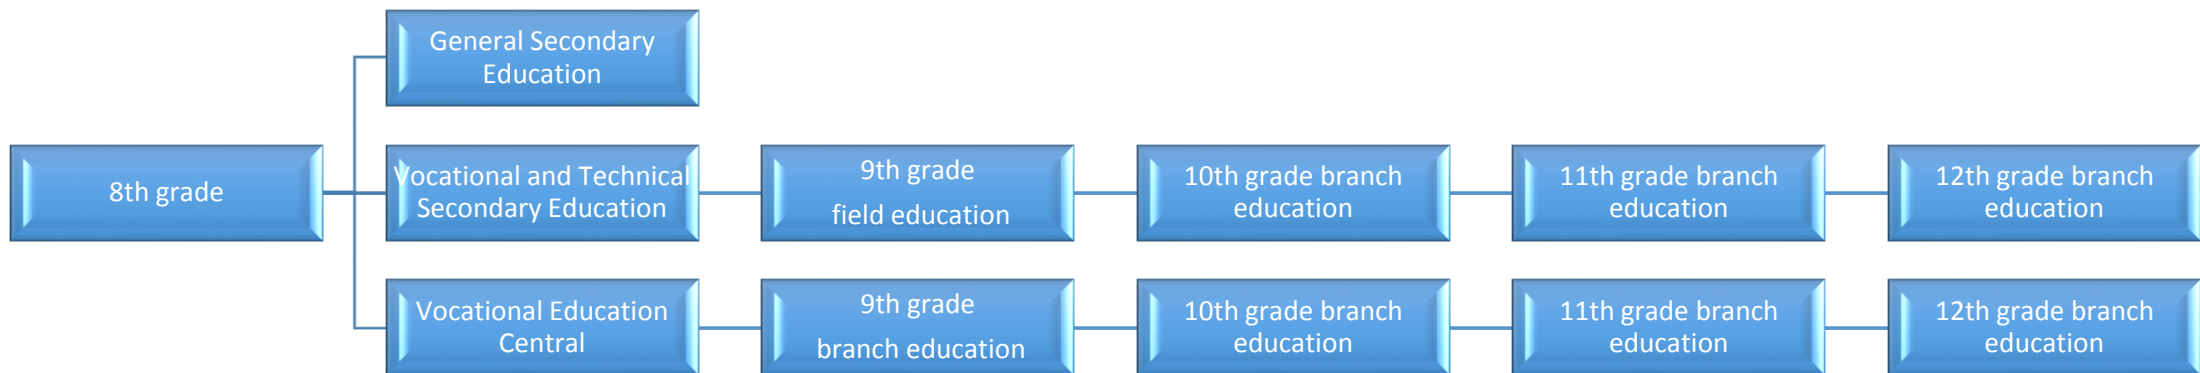 General Secondary
Education
8th grade
Vocational and Technical
Secondary Education
9th grade
field education
10th grade branch
education
11th grade branch
education
12th grade branch
education
Vocational Education
Central
9th grade
branch education
10th grade branch
education
11th grade branch
education
12th grade branch
education